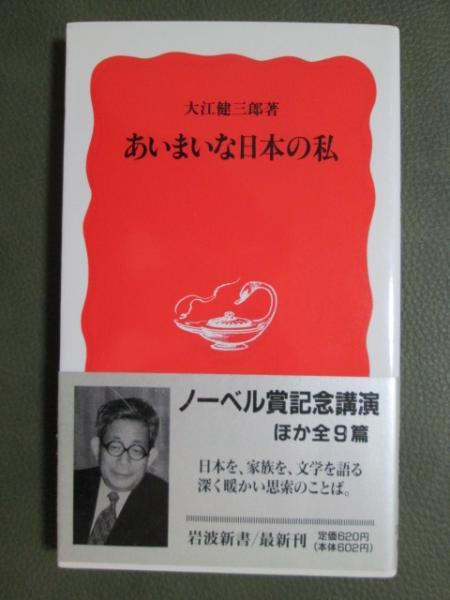 大江健三郎著
あいまいな日本の私
ノーベル賞記念講演
ほか全9篇
日本を、家族を、文学を語る
深く暖かい思索のことば。
岩波新書/最新刊
定価620円
(本体602円)